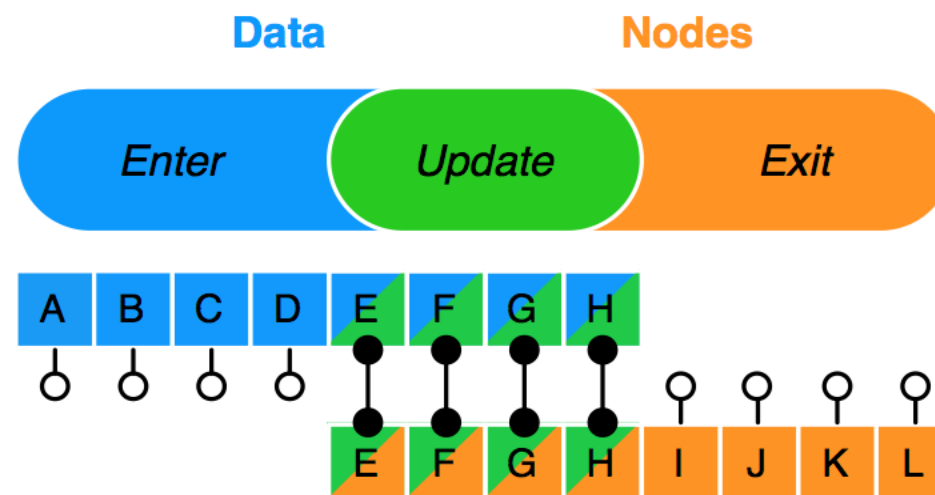 Data Nodes
Enter Update Exit
A B C D E F G H
E F G H I J K L